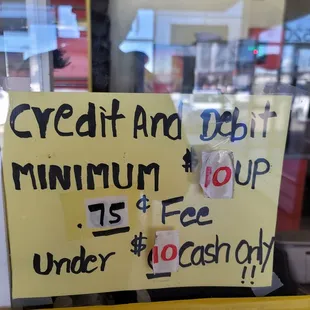 Credit And Debit
MINIMUM $10 UP
.75¢ Fee
Under $10 Cash Only!!